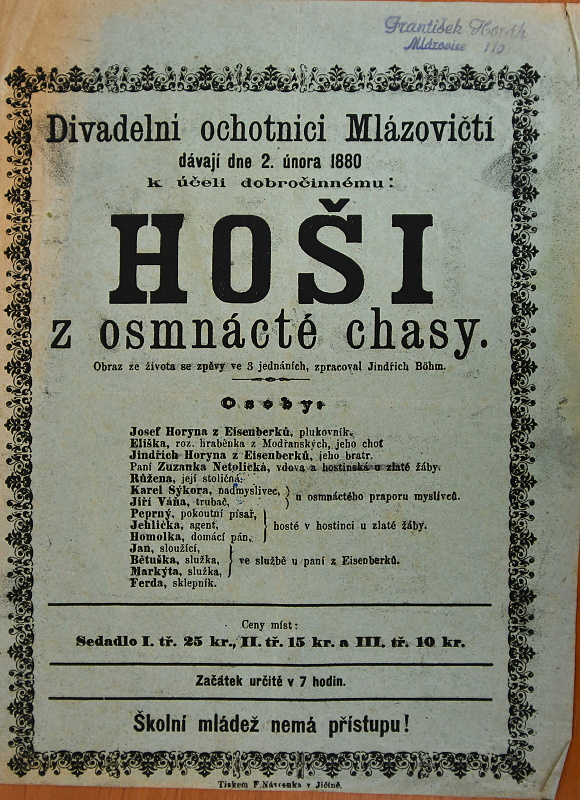 František Horák
Mlázovice 110
Divadelní ochotníci Mlázovičtí
dávají dne 2. února 1880
k účeli dobročinnému:
HOŠI
z osmnácté chasy.
Obraz ze života se zpěvy ve 3 jednáních, zpracoval Jindřich Böhm.
Osoby:
Josef Horyna z Eisenberků, plukovník.
Eliška, roz. hraběnka z Modřanských, jeho choť
Jindřich Horyna z Eisenberků, jeho bratr.
Paní Zuzanka Netolická, vdova a hostinská u zlaté žáby.
Růžena, její stoličná.
Karel Sýkora, nadmyslivec,
Jiří Váňa, trubač, } u osmnáctého praporu myslivců.
Peprný, pokoutní písař,
Jehlička, agent, } hosté v hostinci u zlaté žáby.
Homolka, domácí pán,
Jan, sloužící,
Bětuška, služka, } ve službě u paní z Eisenberků.
Markýta, služka,
Ferda, sklepník.
Ceny míst:
Sedadlo I. tř. 25 kr., II. tř. 15 kr. a III. tř. 10 kr.
Začátek určitě v 7 hodin.
Školní mládež nemá přístupu!
Tiskem F. Návesníka v Jičíně.